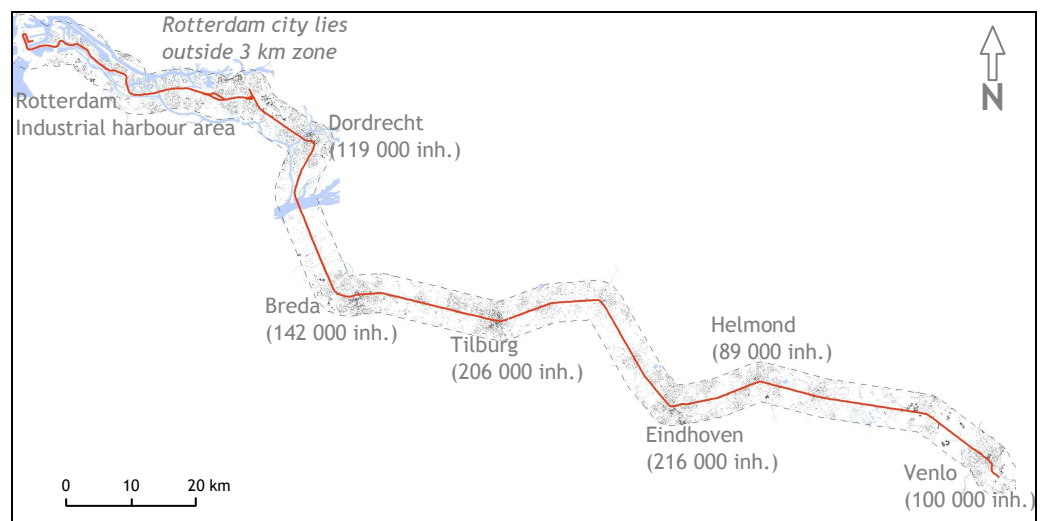 Rotterdam city lies
outside 3 km zone
N
Rotterdam
Industrial harbour area
Dordrecht
(119 000 inh.)
Breda
(142 000 inh.)
Tilburg
(206 000 inh.)
Helmond
(89 000 inh.)
Eindhoven
(216 000 inh.)
Venlo
(100 000 inh.)
0 10 20 km